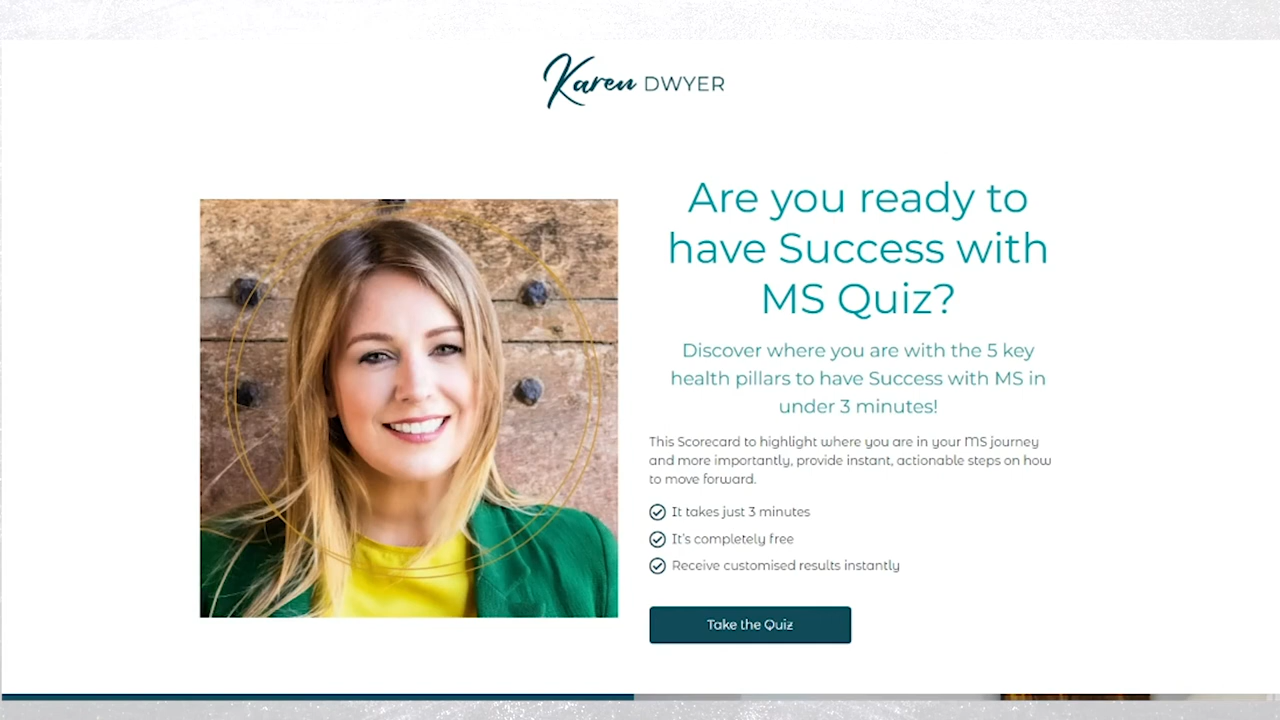 Karen DWYER
Are you ready to
have Success with
MS Quiz?
Discover where you are with the 5 key
health pillars to have Success with MS in
under 3 minutes!
This Scorecard to highlight where you are in your MS journey
and more importantly, provide instant, actionable steps on how
to move forward.
It takes just 3 minutes
It's completely free
Receive customised results instantly
Take the Quiz